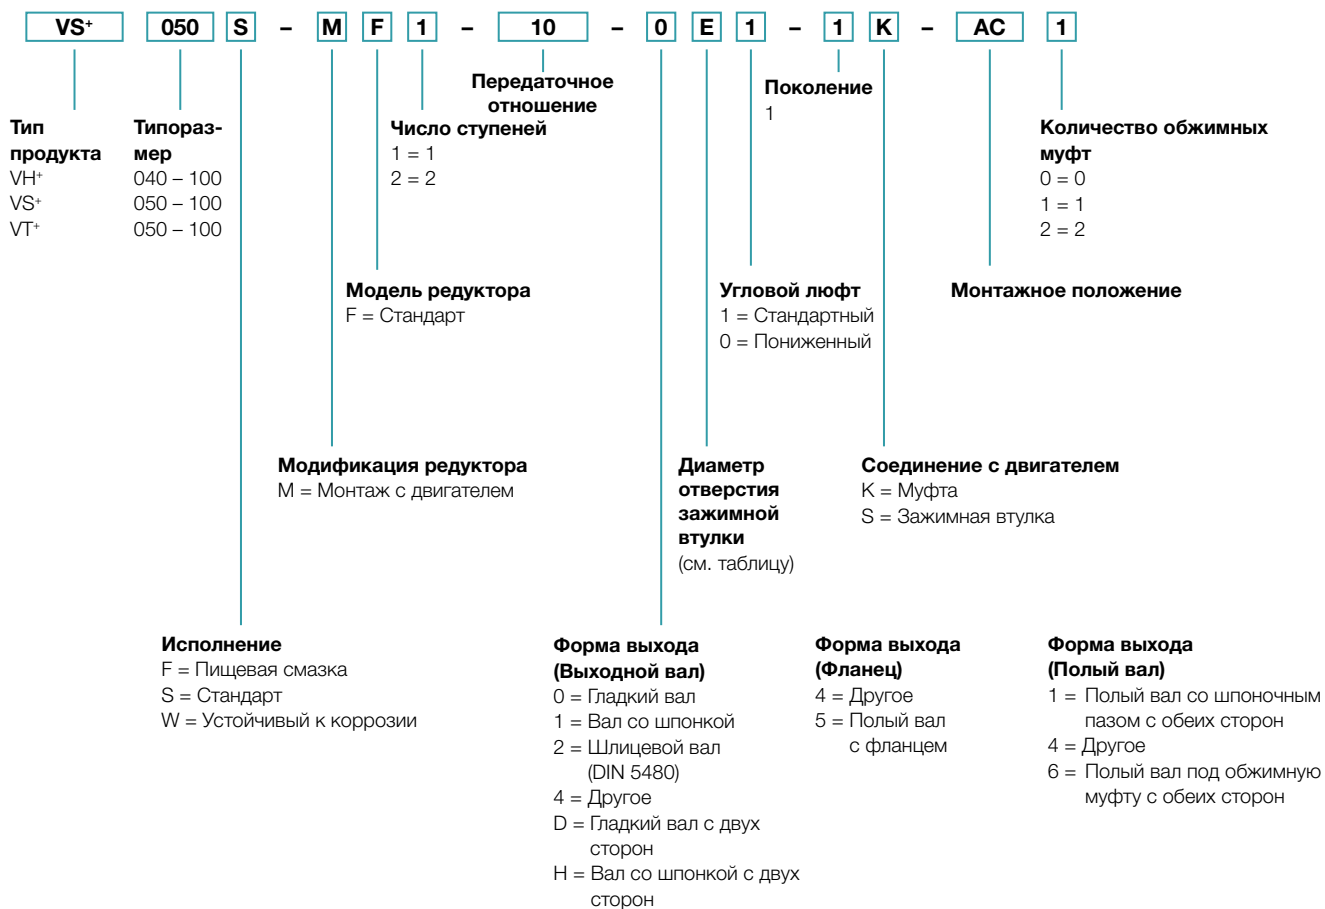 VS+ 050 S – M F 1 – 10 – 0 E 1 – 1 K – AC 1
Передаточное
отношение
Поколение
1
Тип
продукта
VH+
VS+
VT+
Типораз-
мер
040 – 100
050 – 100
050 – 100
Число ступеней
1 = 1
2 = 2
Количество обжимных
муфт
0 = 0
1 = 1
2 = 2
Модель редуктора
F = Стандарт
Угловой люфт
1 = Стандартный
0 = Пониженный
Монтажное положение
Модификация редуктора
M = Монтаж с двигателем
Диаметр
отверстия
зажимной
втулки
(см. таблицу)
Соединение с двигателем
K = Муфта
S = Зажимная втулка
Исполнение
F = Пищевая смазка
S = Стандарт
W = Устойчивый к коррозии
Форма выхода
(Выходной вал)
0 = Гладкий вал
1 = Вал со шпонкой
2 = Шлицевой вал
(DIN 5480)
4 = Другое
D = Гладкий вал с двух
сторон
H = Вал со шпонкой с двух
сторон
Форма выхода
(Фланец)
4 = Другое
5 = Полый вал
с фланцем
Форма выхода
(Полый вал)
1 = Полый вал со шпоночным
пазом с обеих сторон
4 = Другое
6 = Полый вал под обжимную
муфту с обеих сторон